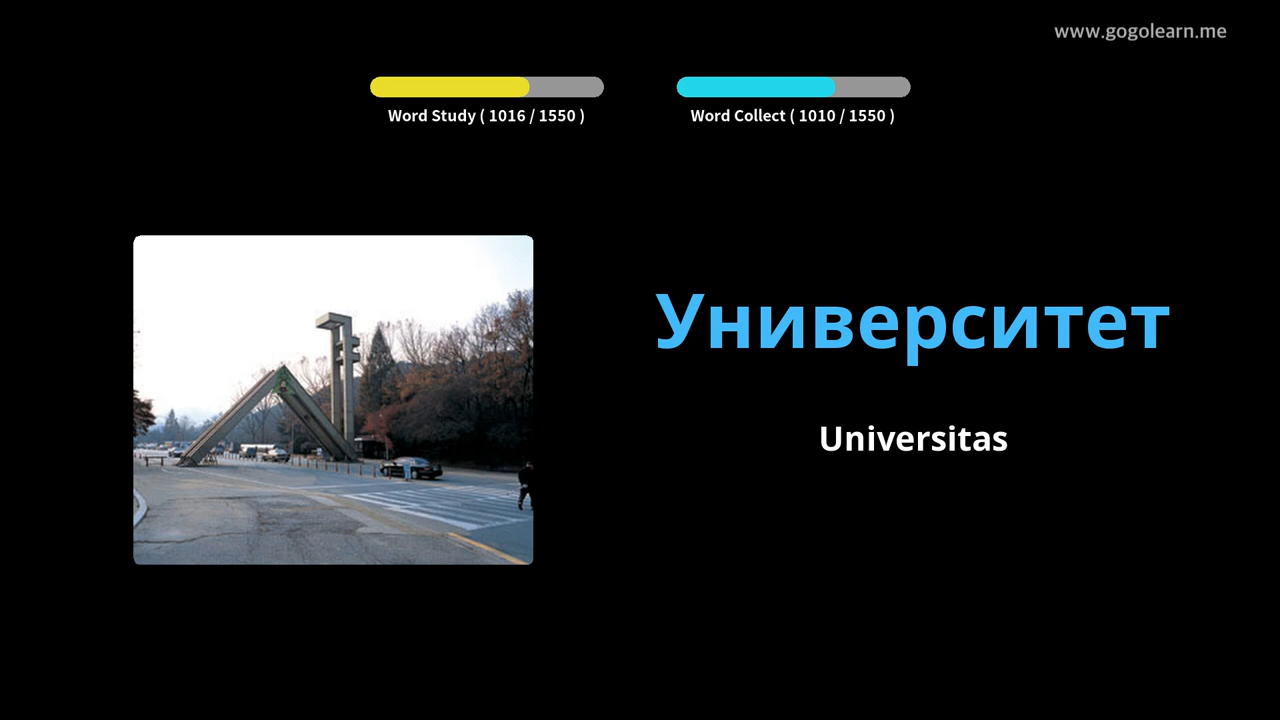 www.gogolearn.me
Word Study ( 1016 / 1550 )
Word Collect ( 1010 / 1550 )
Университет
Universitas